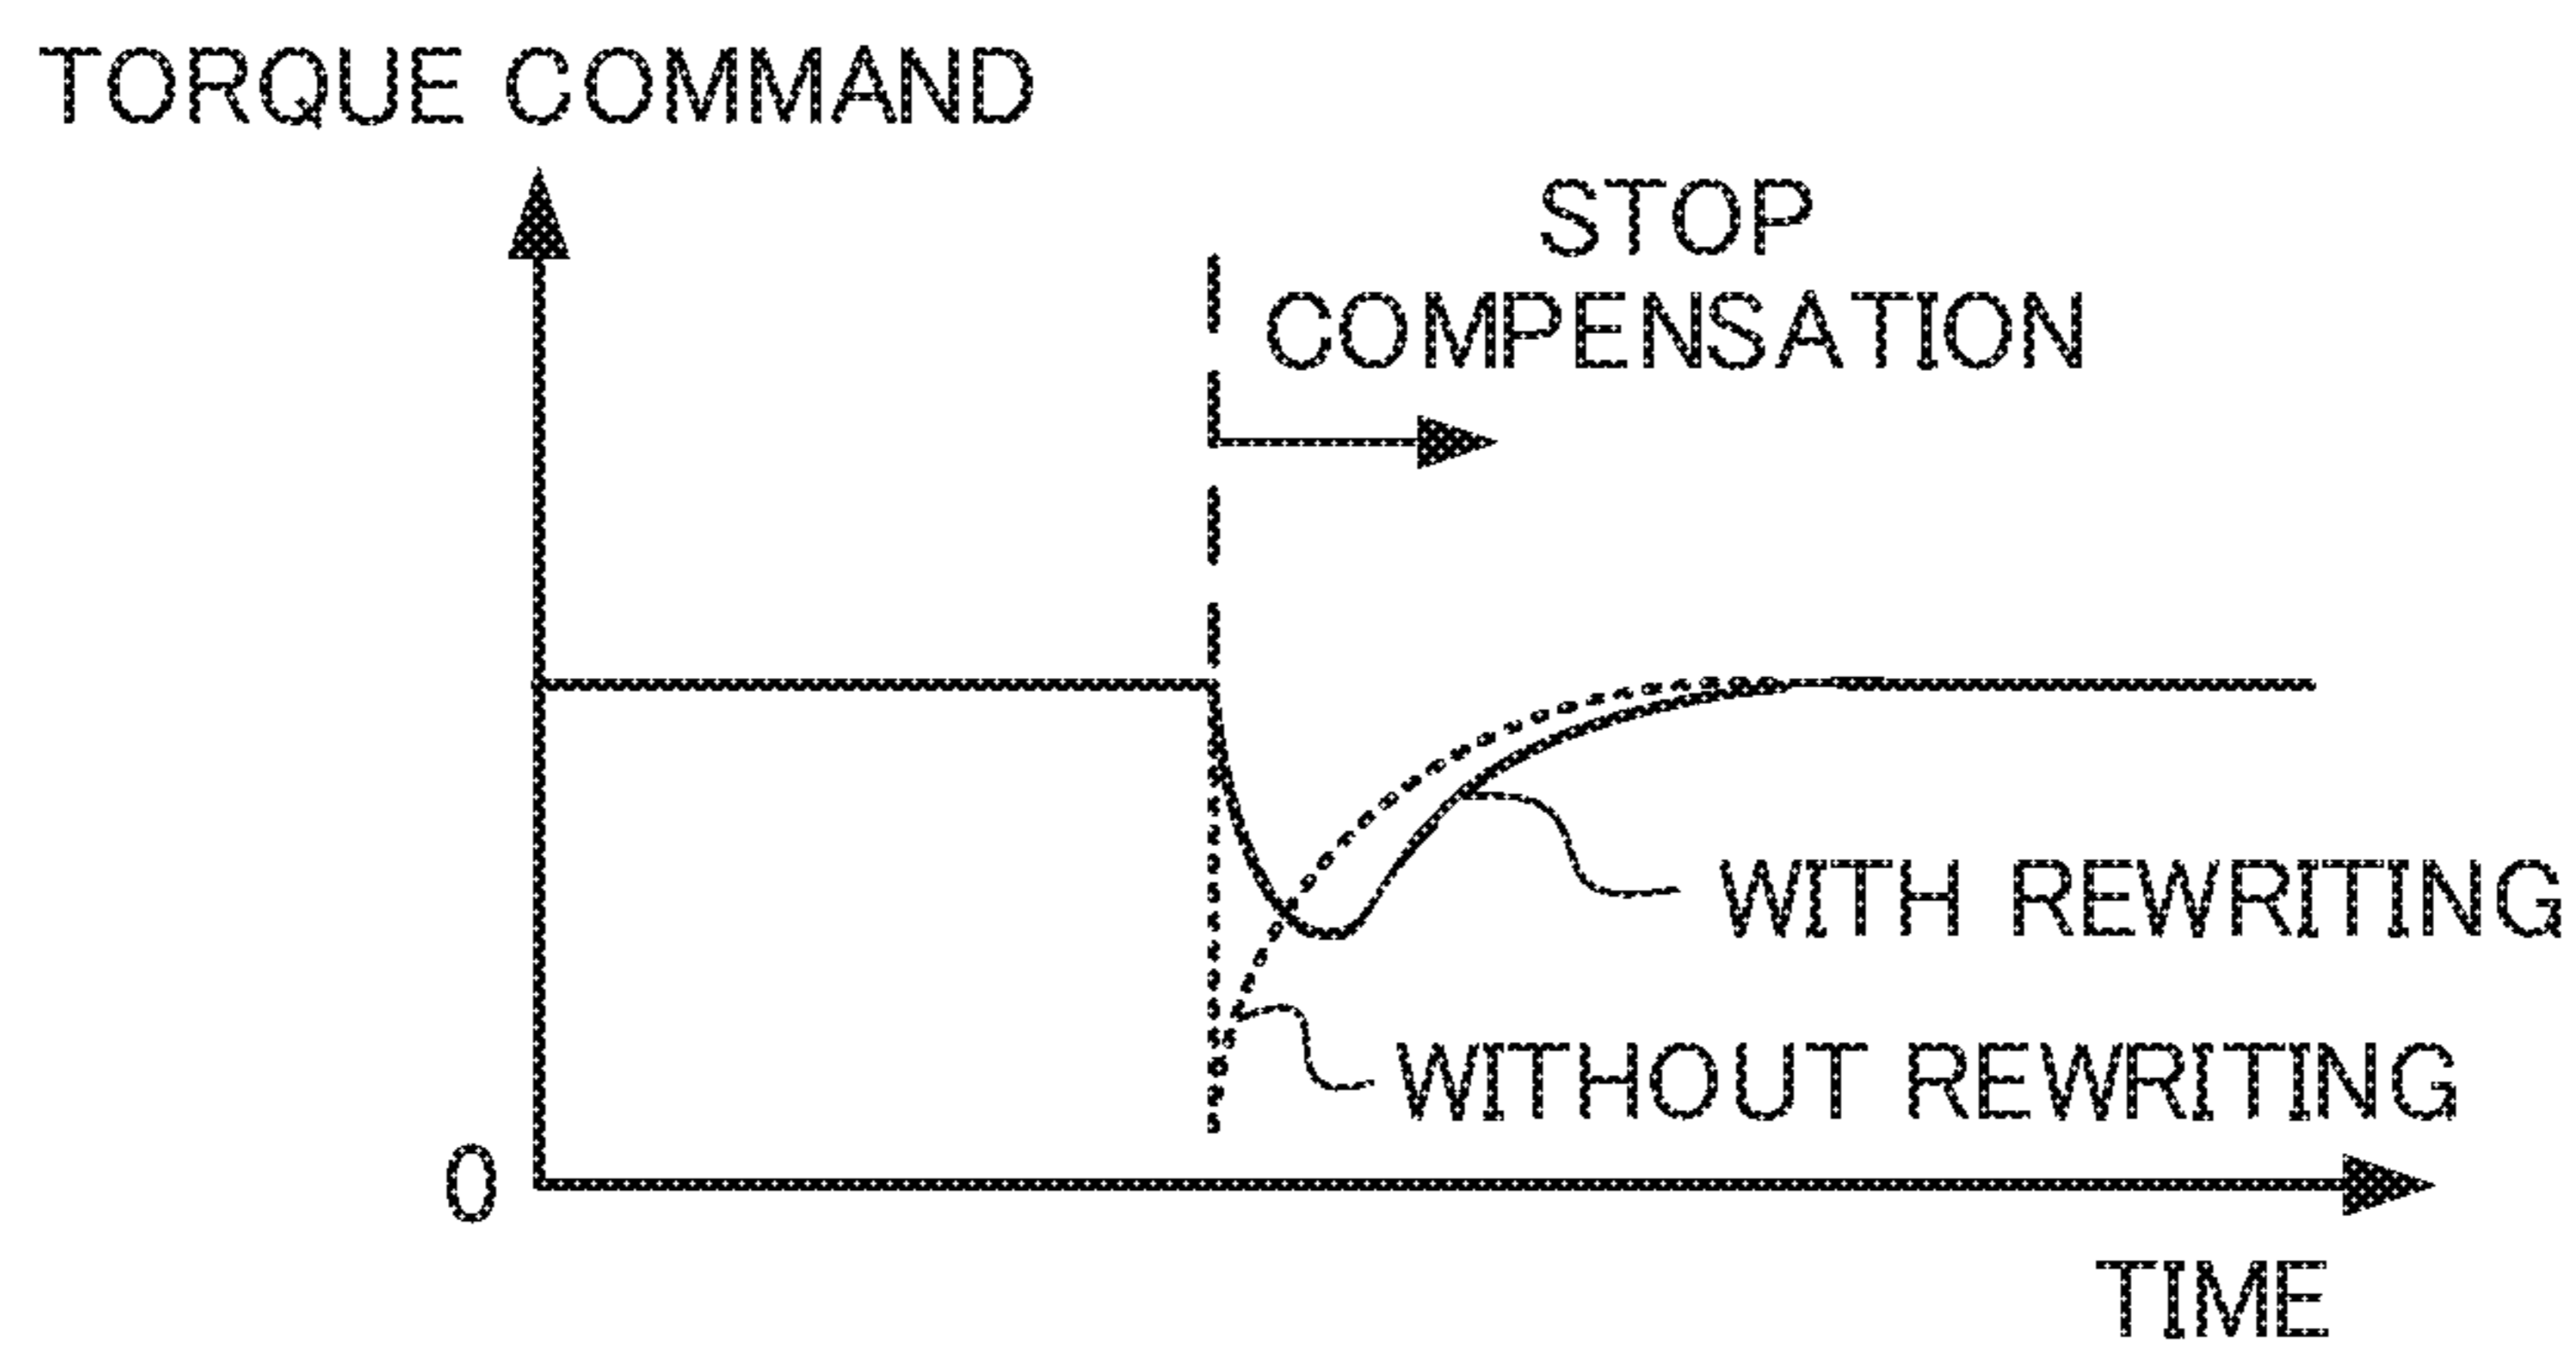 TORQUE COMMAND
STOP
COMPENSATION
WITH REWRITING
WITHOUT REWRITING
0
TIME